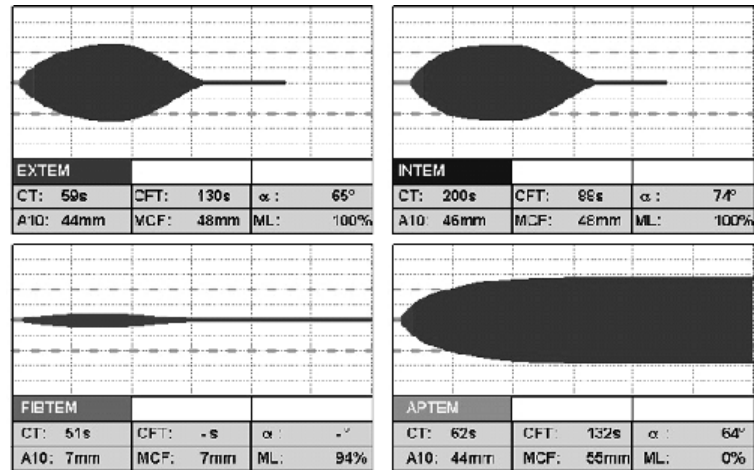 EXTEM
CT: 59s CFT: 130s α : 65°
A10: 44mm MCF: 48mm ML: 100%
INTEM
CT: 200s CFT: 88s α : 74°
A10: 46mm MCF: 48mm ML: 100%
FIBTEM
CT: 51s CFT: - s α : - °
A10: 7mm MCF: 7mm ML: 94%
APTEM
CT: 62s CFT: 132s α : 64°
A10: 44mm MCF: 55mm ML: 0%